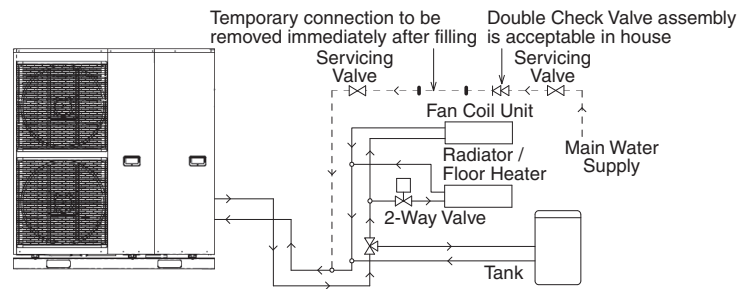 Temporary connection to be
removed immediately after filling
Double Check Valve assembly
is acceptable in house
Servicing
Valve
Servicing
Valve
Fan Coil Unit
Main Water
Supply
Radiator /
Floor Heater
2-Way Valve
Tank